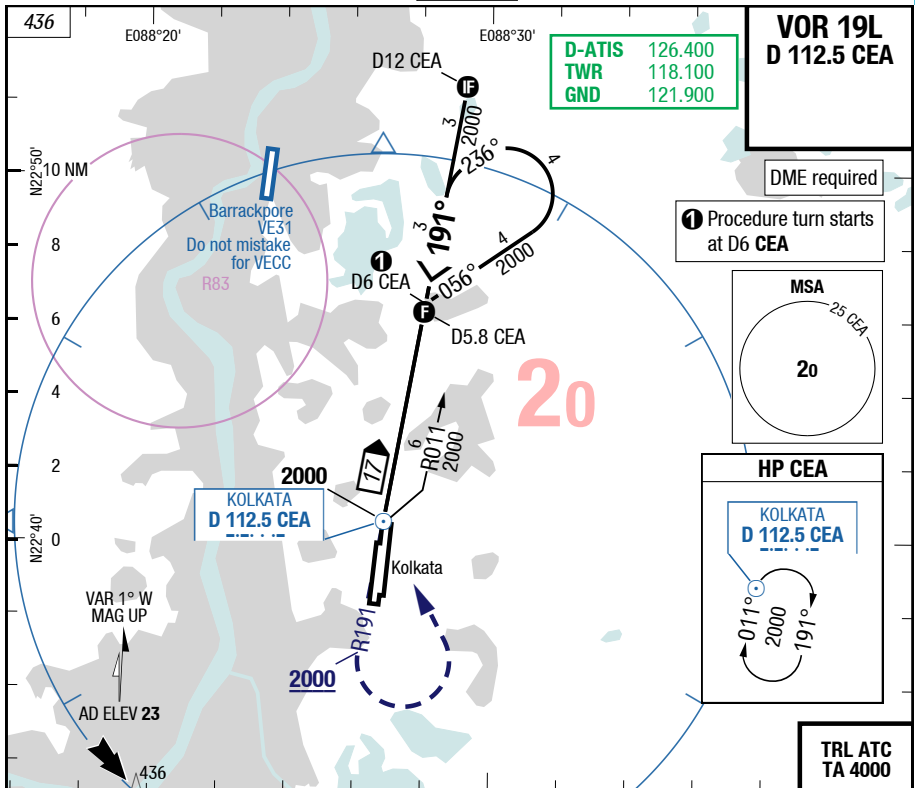 436
E088°20'
E088°30'
VOR 19L
D 112.5 CEA
D-ATIS 126.400
TWR 118.100
GND 121.900
D12 CEA
IF
3
2000
236°
4
N22°50'
10 NM
DME required
Barrackpore
VE31
Do not mistake
for VECC
R83
1 Procedure turn starts
at D6 CEA
8
3
191°
4
2000
056°
1
D6 CEA
F
D5.8 CEA
6
MSA
25 CEA
20
4
20
6
R011
2000
17
2
2000
KOLKATA
D 112.5 CEA
HP CEA
KOLKATA
D 112.5 CEA
011°
2000
191°
N22°40'
0
Kolkata
VAR 1° W
MAG UP
R191
2000
AD ELEV 23
436
TRL ATC
TA 4000